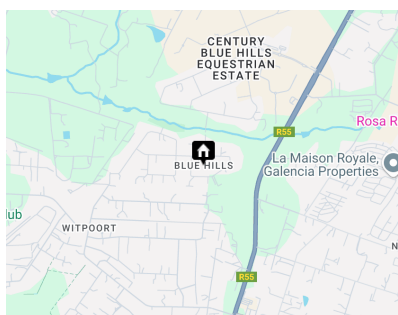 CENTURY
BLUE HILLS
EQUESTRIAN
ESTATE
R55
Rosa R
La Maison Royale,
Galencia Properties
BLUE HILLS
lub
WITPOORT
N
R55